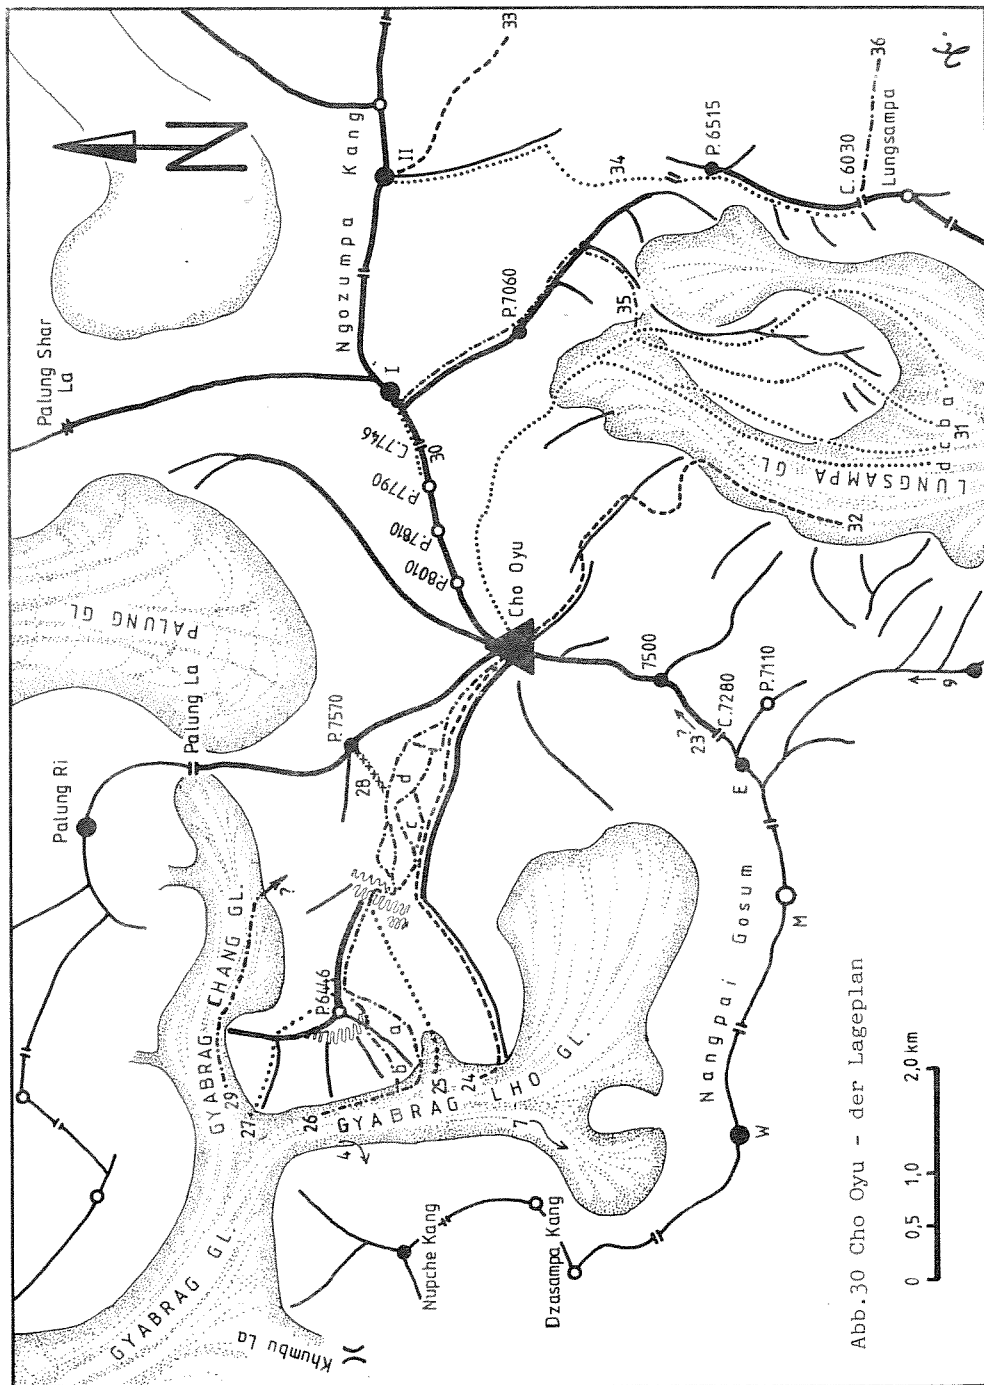 Abb.30 Cho Oyu - der Lageplan
0 0,5 1,0 2,0 km
N
Palung Ri
Palung La
PALUNG GL
Palung Shar
La
Ngozumpa Kang
I
II
33
GYABRAG CHANG GL.
GYABRAG GL.
GYABRAG LHO GL.
Khumbu La
Nupche Kang
Dzasampa Kang
P.6446
P.7570
28
d
c
?
29
27
26
b
a
25
24
4
6
7
Cho Oyu
P.8010
P.7810
P.7790
C.7746
30
P.7060
35
34
P.6515
C.6030
36
Lungsampa
LUNGSAMPA GL.
d c b a
31
32
7500
?
23
C.7280
P.7110
E
M
W
Nangpai Gosum
9